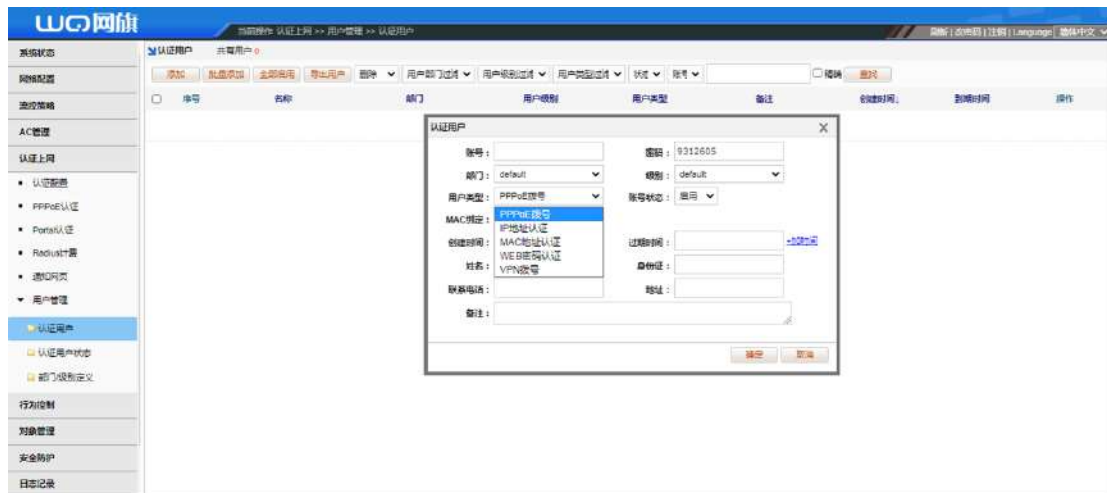 WQ网旗
当前操作: 认证上网 >> 用户管理 >> 认证用户
刷新 | 改密码 | 注销 | Language 简体中文
系统状态
网络配置
流控策略
AC管理
认证上网
认证配置
PPPoE认证
Portal认证
Radius计费
通知网页
用户管理
认证用户
认证用户状态
部门/级别定义
行为控制
对象管理
安全防护
日志记录
认证用户 共有用户 0
添加 批量添加 全部启用 导出用户 删除 用户部门过滤 用户级别过滤 用户类型过滤 状态 账号 精确 查找
序号 名称 部门 用户级别 用户类型 备注 创建时间↓ 到期时间 操作
认证用户 X
账号: 密码: 9312605
部门: default 级别: default
用户类型: PPPoE拨号 账号状态: 启用
MAC绑定:
PPPoE拨号
IP地址认证
MAC地址认证
WEB密码认证
VPN拨号
创建时间: 过期时间: +加时间
姓名: 身份证:
联系电话: 地址:
备注:
确定 取消